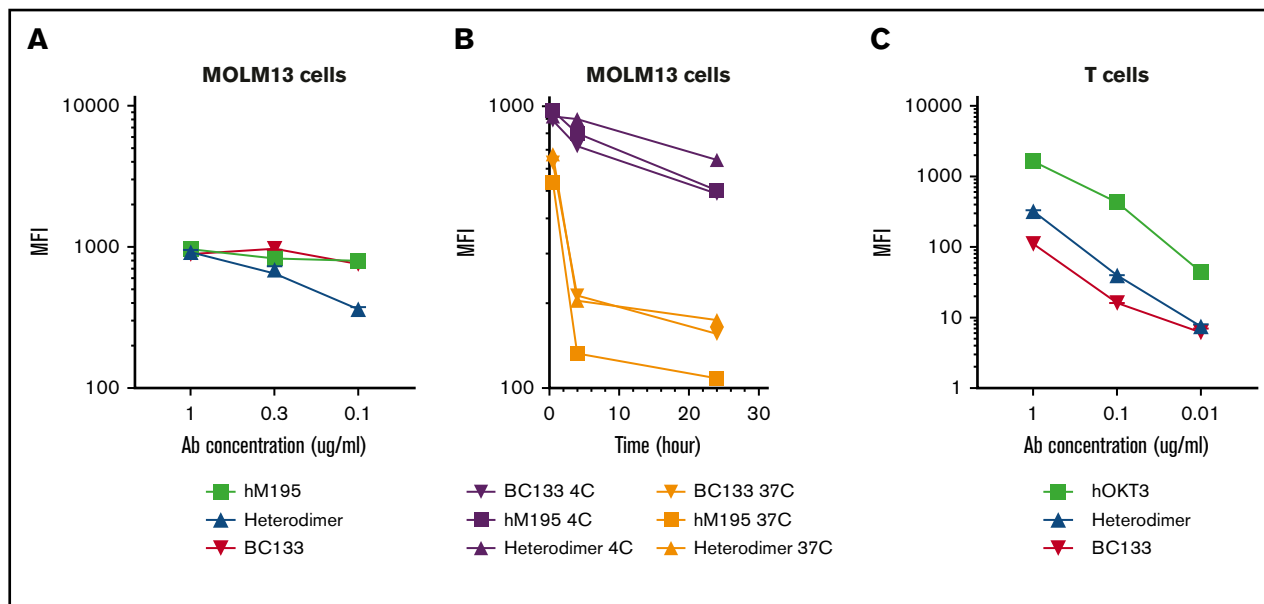 A
MOLM13 cells
10000
1000
100
MFI
1 0.3 0.1
Ab concentration (ug/ml)
hM195
Heterodimer
BC133
B
MOLM13 cells
1000
100
MFI
0 10 20 30
Time (hour)
BC133 4C
hM195 4C
Heterodimer 4C
BC133 37C
hM195 37C
Heterodimer 37C
C
T cells
10000
1000
100
10
1
MFI
1 0.1 0.01
Ab concentration (ug/ml)
hOKT3
Heterodimer
BC133